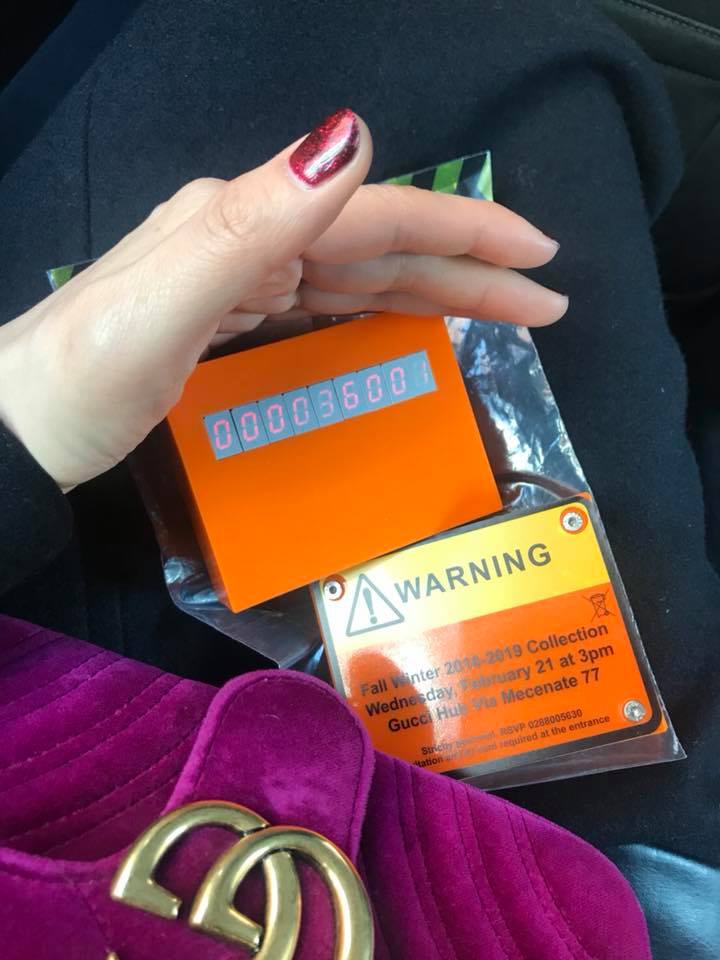 00003600
WARNING
Fall Winter 2018-2019 Collection
Wednesday, February 21 at 3pm
Gucci Hub Via Mecenate 77
Strictly personal. RSVP 0288005630
required at the entrance